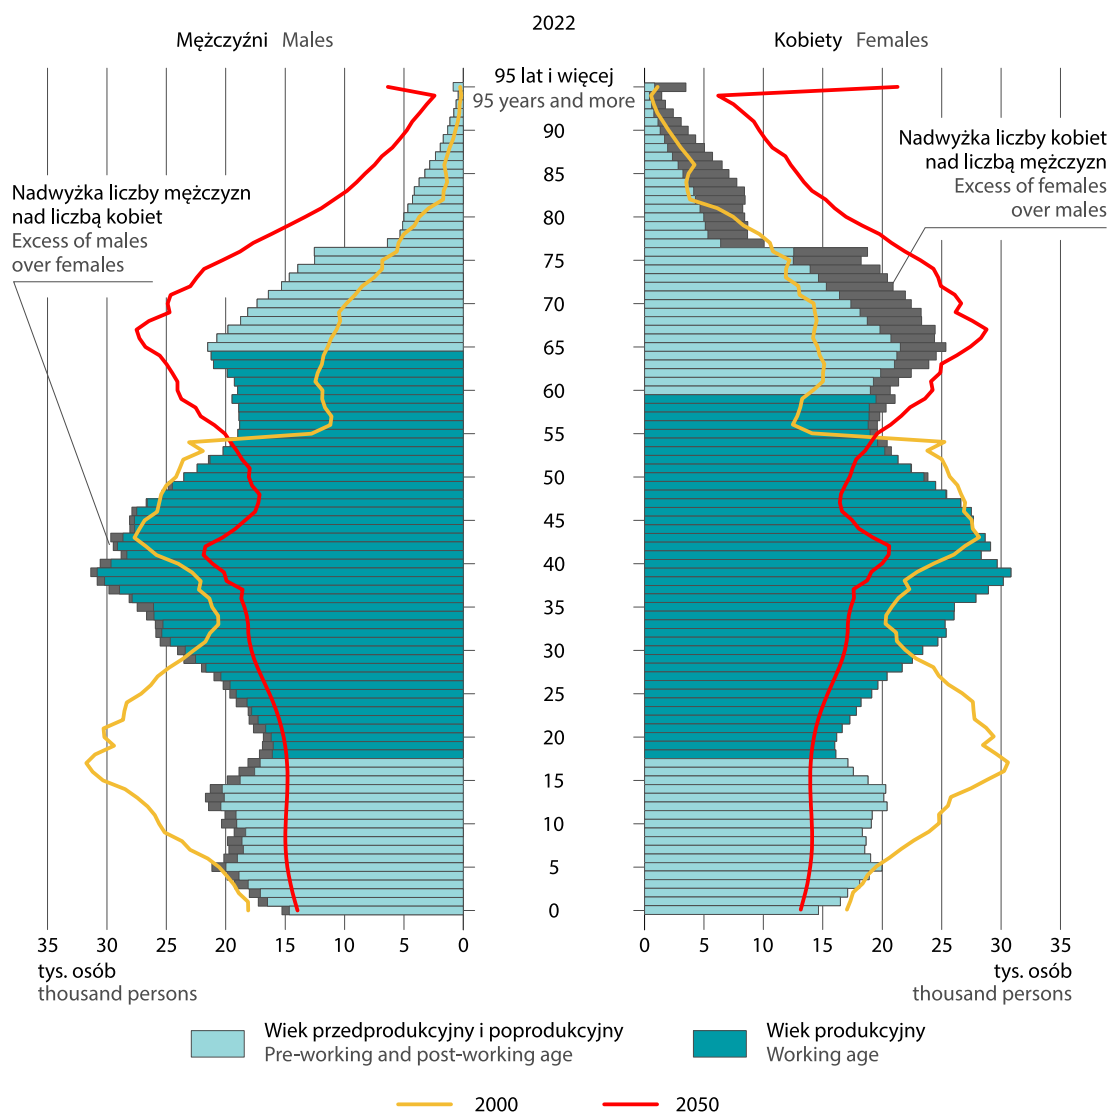 2022
Mężczyźni Males
Kobiety Females
95 lat i więcej
95 years and more
90
85
80
75
70
65
60
55
50
45
40
35
30
25
20
15
10
5
0
Nadwyżka liczby mężczyzn
nad liczbą kobiet
Excess of males
over females
Nadwyżka liczby kobiet
nad liczbą mężczyzn
Excess of females
over males
35 30 25 20 15 10 5 0
0 5 10 15 20 25 30 35
tys. osób
thousand persons
tys. osób
thousand persons
Wiek przedprodukcyjny i poprodukcyjny
Pre-working and post-working age
Wiek produkcyjny
Working age
2000
2050